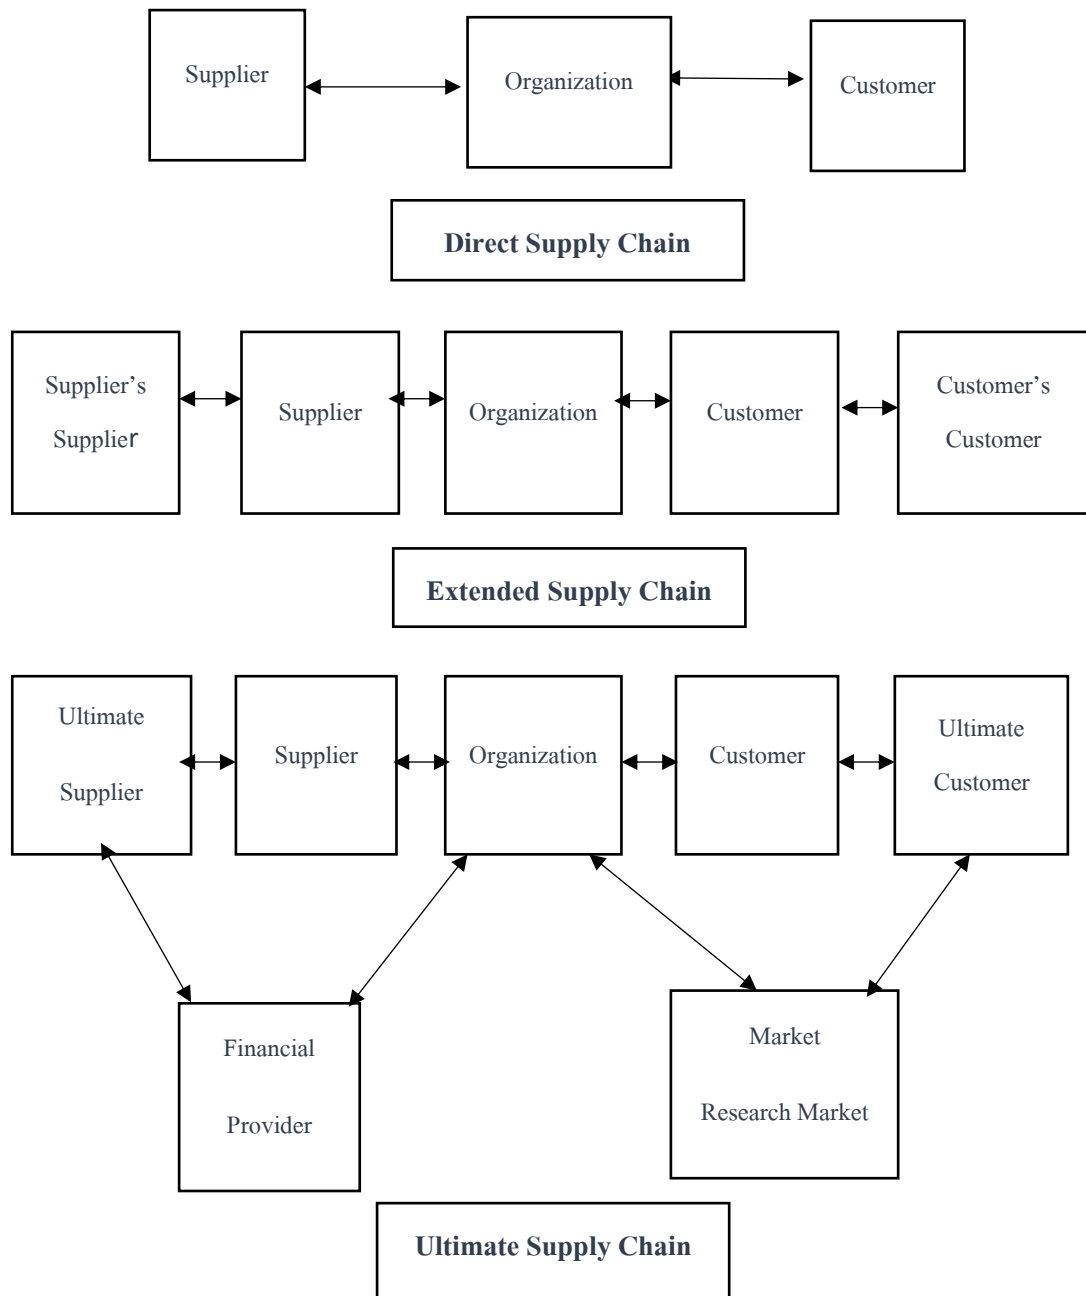 Supplier
Organization
Customer
Direct Supply Chain
Supplier’s
Supplier
Supplier
Organization
Customer
Customer’s
Customer
Extended Supply Chain
Ultimate
Supplier
Supplier
Organization
Customer
Ultimate
Customer
Financial
Provider
Market
Research Market
Ultimate Supply Chain